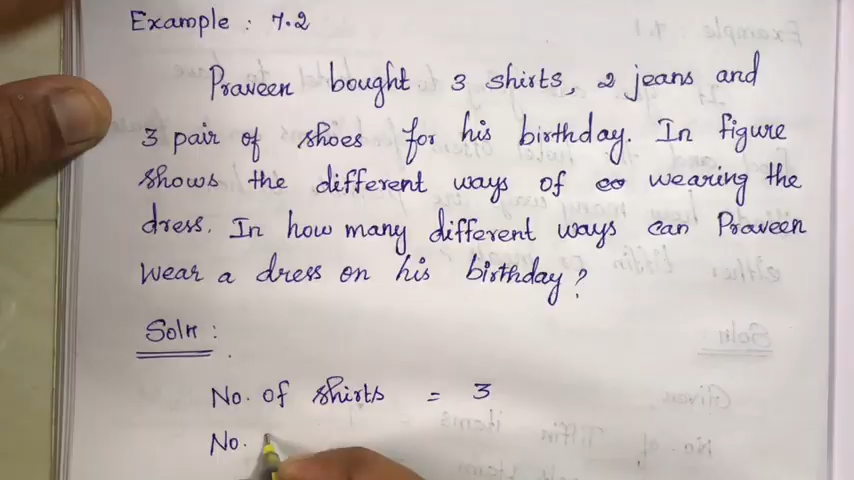 Example : 7.2
Praveen bought 3 shirts, 2 jeans and
3 pair of shoes for his birthday. In figure
shows the different ways of wearing the
dress. In how many different ways can Praveen
wear a dress on his birthday?
Soln :
No. of shirts = 3
No.